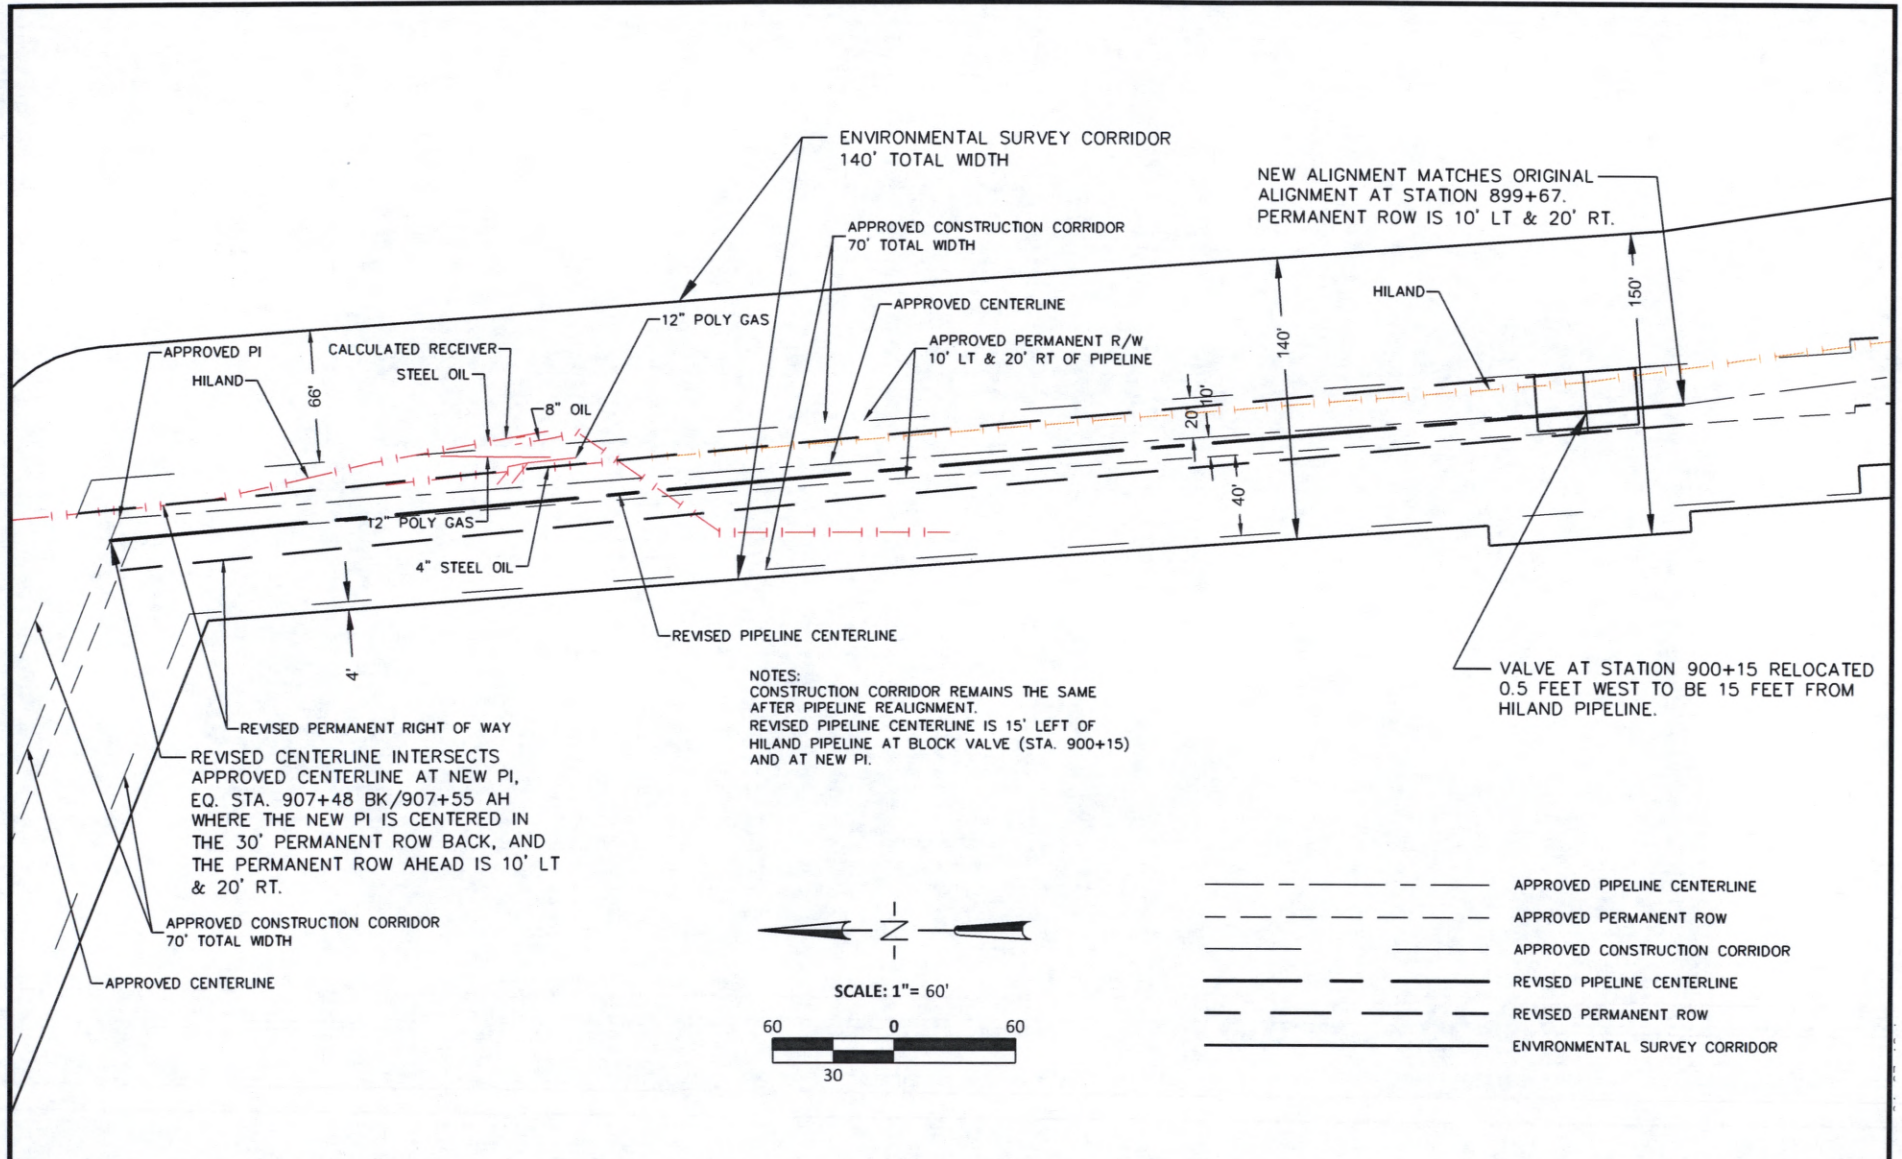 ENVIRONMENTAL SURVEY CORRIDOR
140' TOTAL WIDTH
NEW ALIGNMENT MATCHES ORIGINAL
ALIGNMENT AT STATION 899+67.
PERMANENT ROW IS 10' LT & 20' RT.
APPROVED CONSTRUCTION CORRIDOR
70' TOTAL WIDTH
APPROVED CENTERLINE
HILAND
150'
140'
12" POLY GAS
APPROVED PERMANENT R/W
10' LT & 20' RT OF PIPELINE
APPROVED PI
CALCULATED RECEIVER
HILAND
STEEL OIL
66'
8" OIL
10'
20'
40'
12" POLY GAS
4" STEEL OIL
4'
REVISED PIPELINE CENTERLINE
NOTES:
CONSTRUCTION CORRIDOR REMAINS THE SAME
AFTER PIPELINE REALIGNMENT.
REVISED PIPELINE CENTERLINE IS 15' LEFT OF
HILAND PIPELINE AT BLOCK VALVE (STA. 900+15)
AND AT NEW PI.
VALVE AT STATION 900+15 RELOCATED
0.5 FEET WEST TO BE 15 FEET FROM
HILAND PIPELINE.
REVISED PERMANENT RIGHT OF WAY
REVISED CENTERLINE INTERSECTS
APPROVED CENTERLINE AT NEW PI,
EQ. STA. 907+48 BK/907+55 AH
WHERE THE NEW PI IS CENTERED IN
THE 30' PERMANENT ROW BACK, AND
THE PERMANENT ROW AHEAD IS 10' LT
& 20' RT.
APPROVED CONSTRUCTION CORRIDOR
70' TOTAL WIDTH
APPROVED CENTERLINE
N
SCALE: 1"= 60'
60 0 60
30
APPROVED PIPELINE CENTERLINE
APPROVED PERMANENT ROW
APPROVED CONSTRUCTION CORRIDOR
REVISED PIPELINE CENTERLINE
REVISED PERMANENT ROW
ENVIRONMENTAL SURVEY CORRIDOR